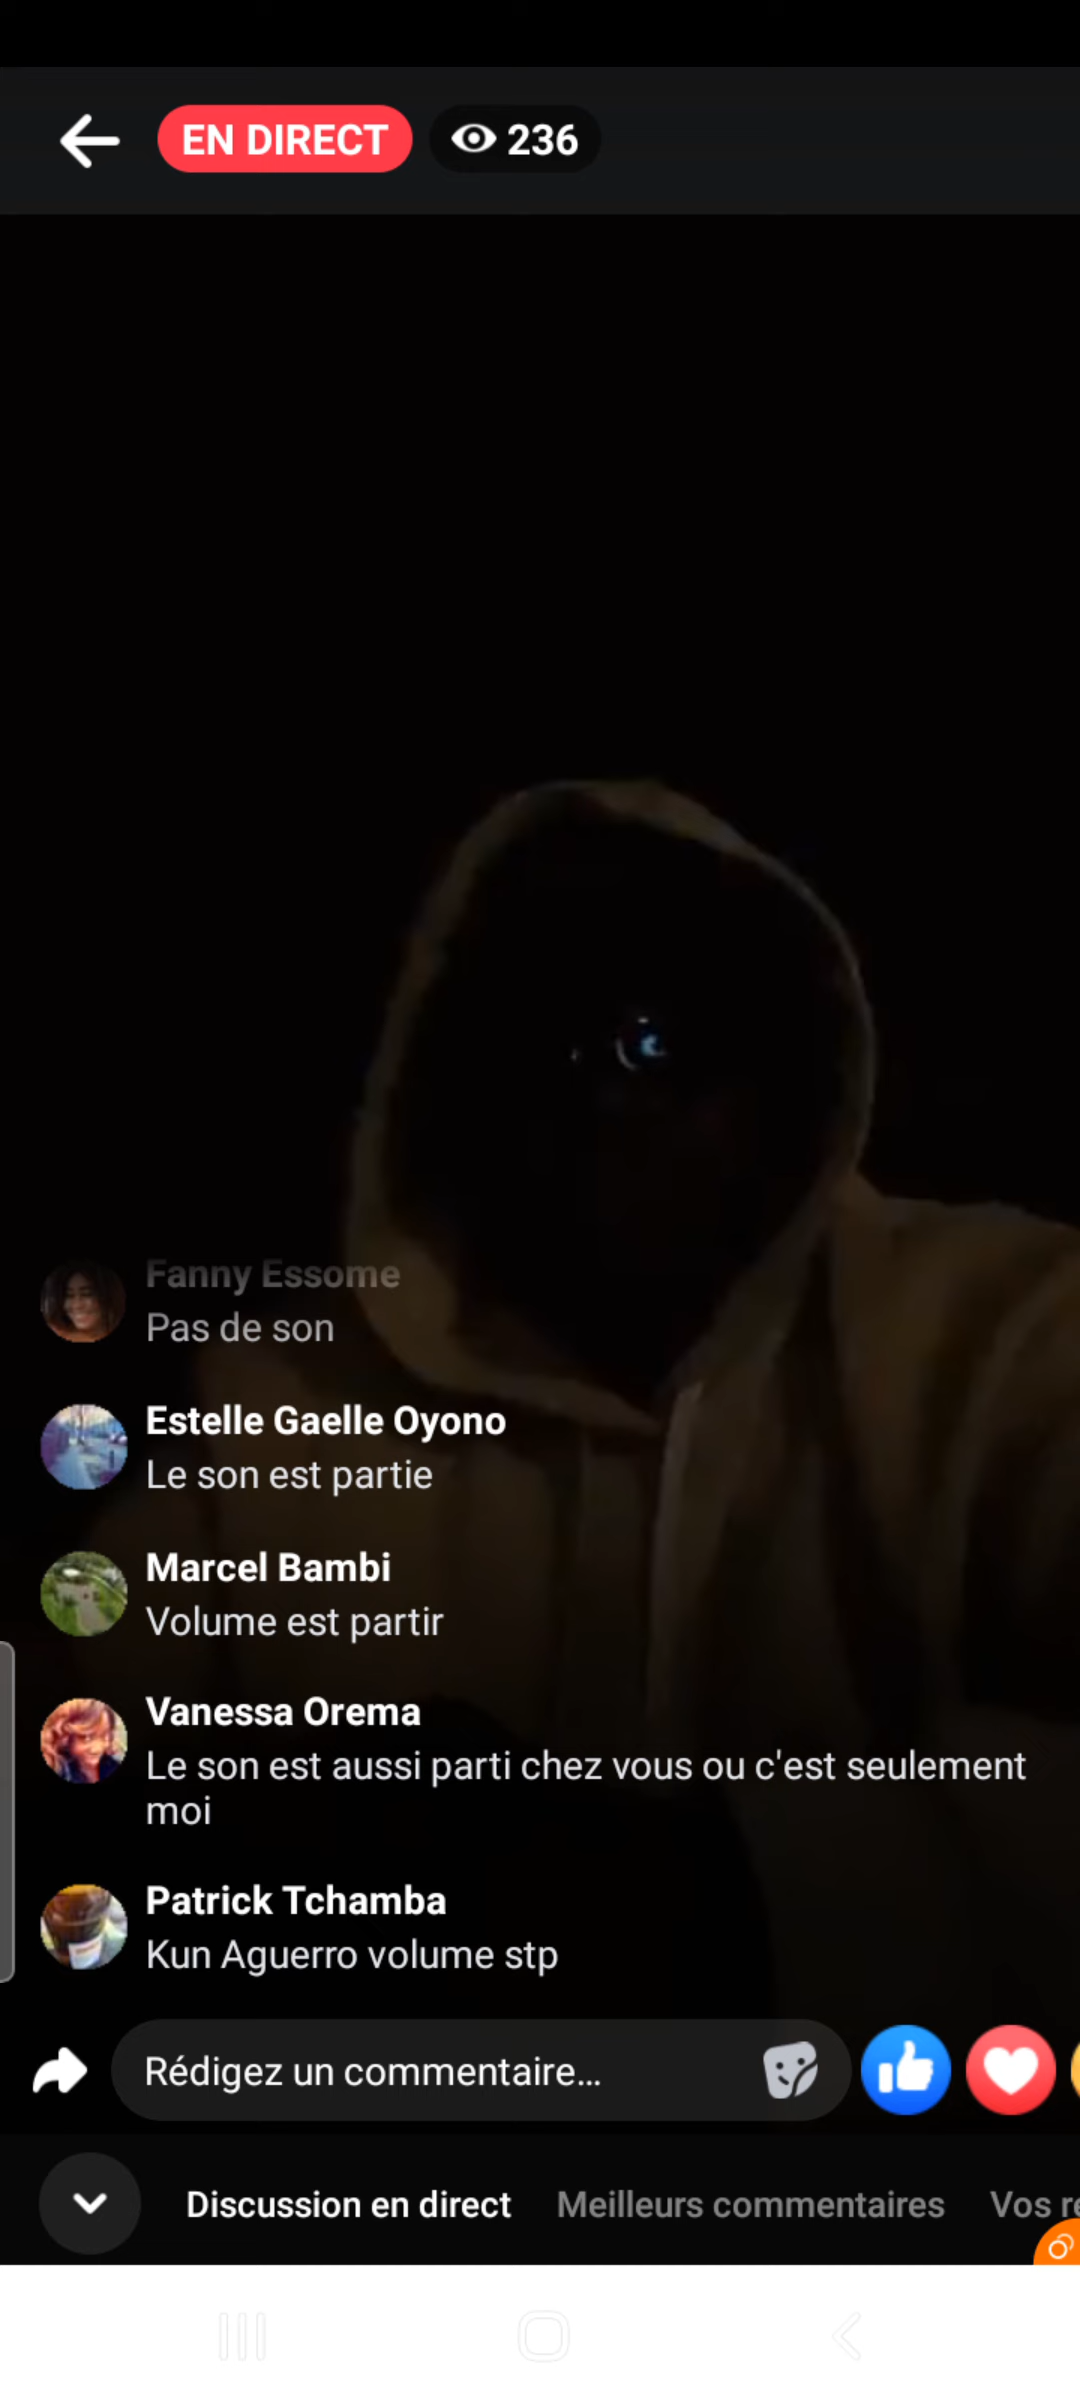 EN DIRECT 236
Fanny Essome
Pas de son
Estelle Gaelle Oyono
Le son est partie
Marcel Bambi
Volume est partir
Vanessa Orema
Le son est aussi parti chez vous ou c'est seulement
moi
Patrick Tchamba
Kun Aguerro volume stp
Rédigez un commentaire...
Discussion en direct Meilleurs commentaires Vos